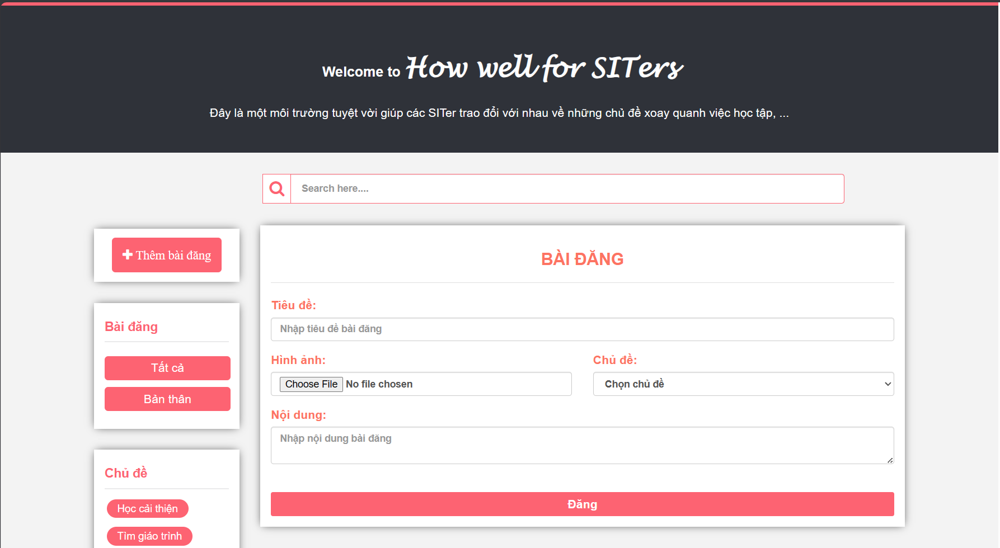 Welcome to How well for SITers
Đây là một môi trường tuyệt vời giúp các SITer trao đổi với nhau về những chủ đề xoay quanh việc học tập, ...
Search here....
Thêm bài đăng
Bài đăng
Tất cả
Bản thân
Chủ đề
Học cải thiện
Tìm giáo trình
BÀI ĐĂNG
Tiêu đề:
Nhập tiêu đề bài đăng
Hình ảnh:
Choose File No file chosen
Chủ đề:
Chọn chủ đề
Nội dung:
Nhập nội dung bài đăng
Đăng